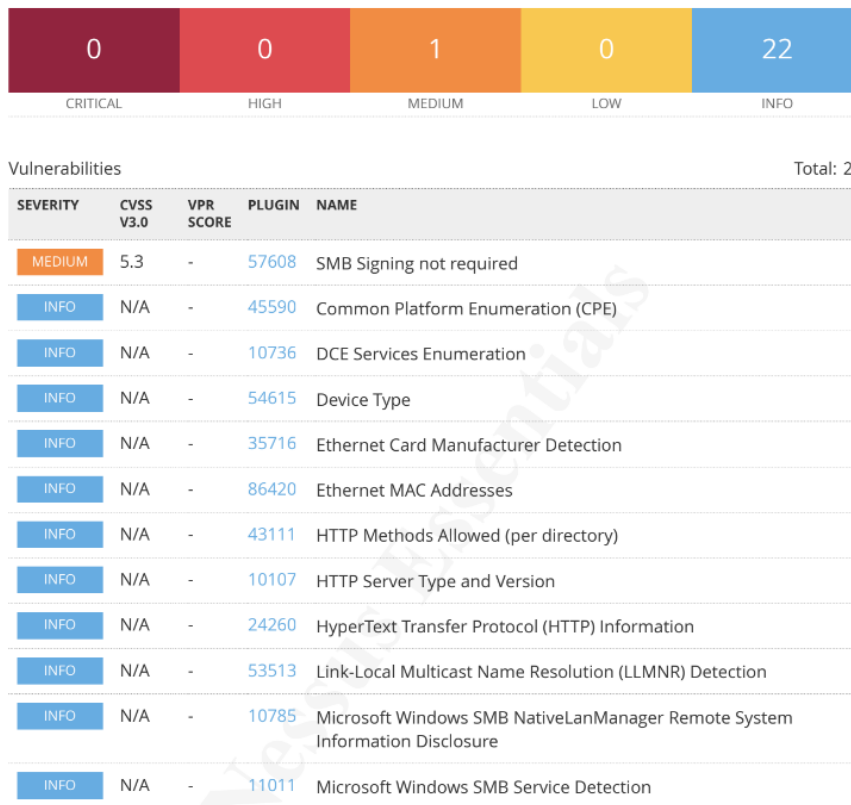 0 0 1 0 22
CRITICAL HIGH MEDIUM LOW INFO
Vulnerabilities Total: 2
SEVERITY CVSS V3.0 VPR SCORE PLUGIN NAME
MEDIUM 5.3 - 57608 SMB Signing not required
INFO N/A - 45590 Common Platform Enumeration (CPE)
INFO N/A - 10736 DCE Services Enumeration
INFO N/A - 54615 Device Type
INFO N/A - 35716 Ethernet Card Manufacturer Detection
INFO N/A - 86420 Ethernet MAC Addresses
INFO N/A - 43111 HTTP Methods Allowed (per directory)
INFO N/A - 10107 HTTP Server Type and Version
INFO N/A - 24260 HyperText Transfer Protocol (HTTP) Information
INFO N/A - 53513 Link-Local Multicast Name Resolution (LLMNR) Detection
INFO N/A - 10785 Microsoft Windows SMB NativeLanManager Remote System
Information Disclosure
INFO N/A - 11011 Microsoft Windows SMB Service Detection
Nessus Essentials